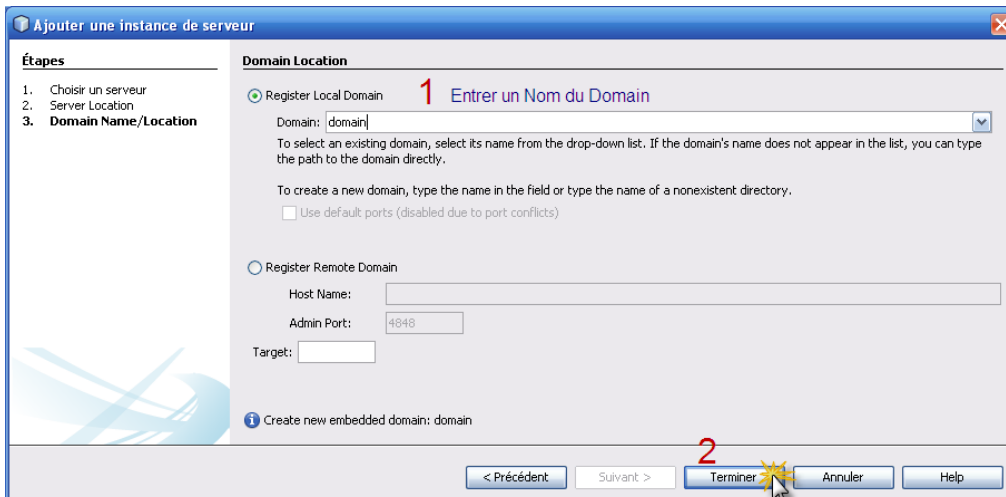 Ajouter une instance de serveur
Étapes
1. Choisir un serveur
2. Server Location
3. Domain Name/Location
Domain Location
Register Local Domain
1 Entrer un Nom du Domain
Domain: domain
To select an existing domain, select its name from the drop-down list. If the domain's name does not appear in the list, you can type
the path to the domain directly.
To create a new domain, type the name in the field or type the name of a nonexistent directory.
Use default ports (disabled due to port conflicts)
Register Remote Domain
Host Name:
Admin Port: 4848
Target:
Create new embedded domain: domain
2
< Précédent Suivant > Terminer Annuler Help